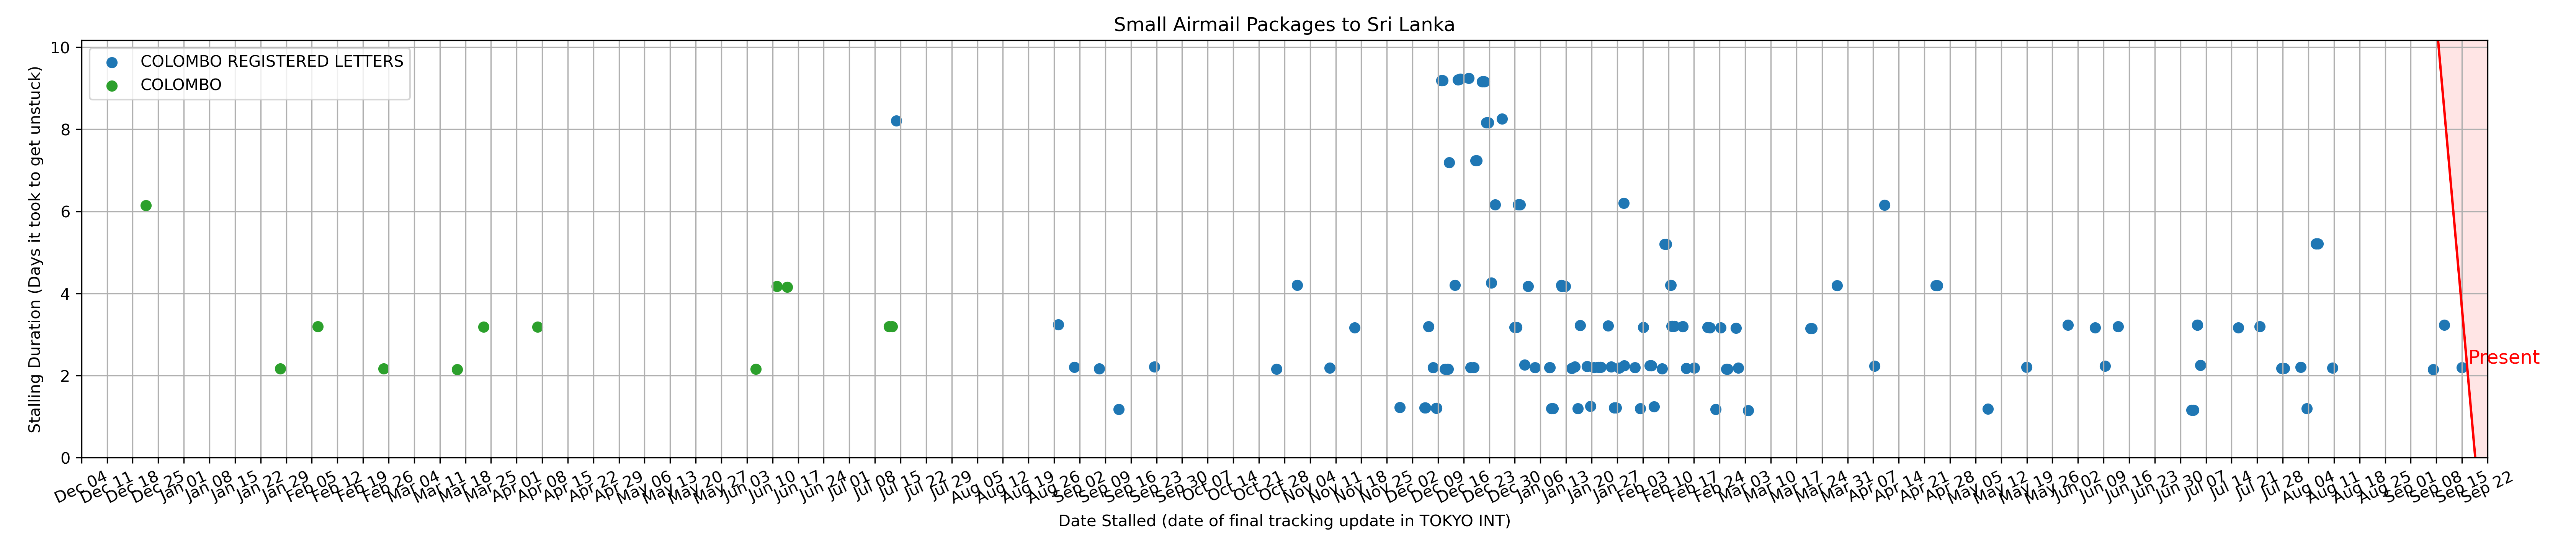 Small Airmail Packages to Sri Lanka
COLOMBO REGISTERED LETTERS
COLOMBO
Stalling Duration (Days it took to get unstuck)
10
8
6
4
2
0
Present
Dec 04 Dec 11 Dec 18 Dec 25 Jan 01 Jan 08 Jan 15 Jan 22 Jan 29 Feb 05 Feb 12 Feb 19 Feb 26 Mar 04 Mar 11 Mar 18 Mar 25 Apr 01 Apr 08 Apr 15 Apr 22 Apr 29 May 06 May 13 May 20 May 27 Jun 03 Jun 10 Jun 17 Jun 24 Jul 01 Jul 08 Jul 15 Jul 22 Jul 29 Aug 05 Aug 12 Aug 19 Aug 26 Sep 02 Sep 09 Sep 16 Sep 23 Sep 30 Oct 07 Oct 14 Oct 21 Oct 28 Nov 04 Nov 11 Nov 18 Nov 25 Dec 02 Dec 09 Dec 16 Dec 23 Dec 30 Jan 06 Jan 13 Jan 20 Jan 27 Feb 03 Feb 10 Feb 17 Feb 24 Mar 03 Mar 10 Mar 17 Mar 24 Mar 31 Apr 07 Apr 14 Apr 21 Apr 28 May 05 May 12 May 19 May 26 Jun 02 Jun 09 Jun 16 Jun 23 Jun 30 Jul 07 Jul 14 Jul 21 Jul 28 Aug 04 Aug 11 Aug 18 Aug 25 Sep 01 Sep 08 Sep 15 Sep 22
Date Stalled (date of final tracking update in TOKYO INT)